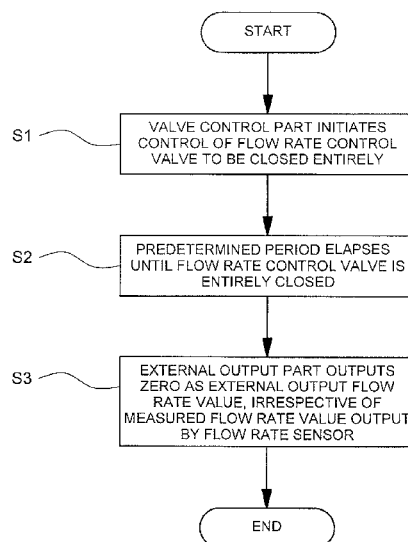 START
S1
VALVE CONTROL PART INITIATES
CONTROL OF FLOW RATE CONTROL
VALVE TO BE CLOSED ENTIRELY
S2
PREDETERMINED PERIOD ELAPSES
UNTIL FLOW RATE CONTROL VALVE IS
ENTIRELY CLOSED
S3
EXTERNAL OUTPUT PART OUTPUTS
ZERO AS EXTERNAL OUTPUT FLOW
RATE VALUE, IRRESPECTIVE OF
MEASURED FLOW RATE VALUE OUTPUT
BY FLOW RATE SENSOR
END